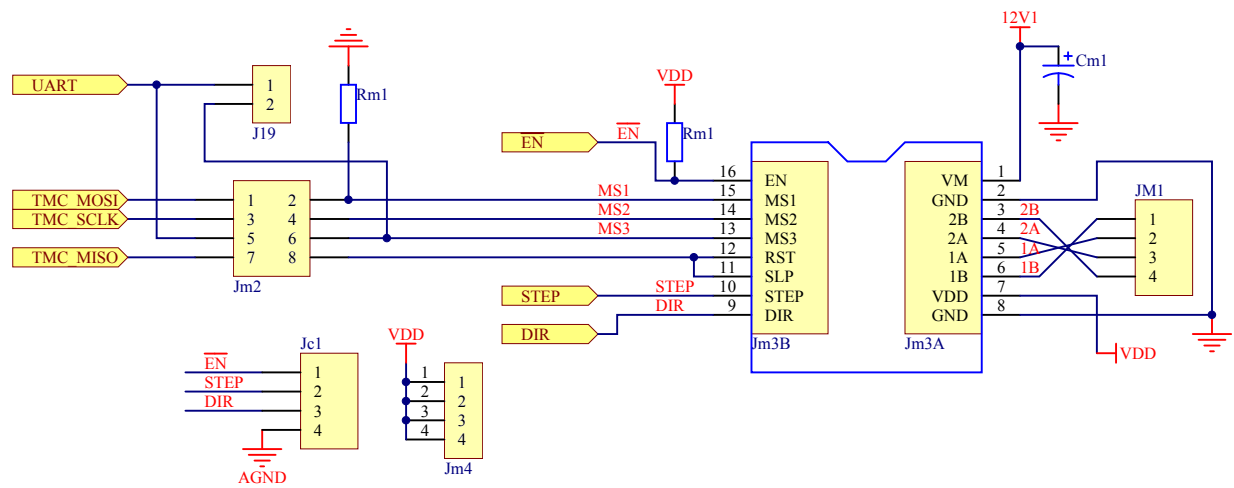 12V1
Cm1
UART
1
2
J19
Rm1
VDD
Rm1
EN
EN
TMC_MOSI
TMC_SCLK
TMC_MISO
1 2
3 4
5 6
7 8
Jm2
MS1
MS2
MS3
STEP
STEP
DIR
DIR
16 EN
15 MS1
14 MS2
13 MS3
12 RST
11 SLP
10 STEP
9 DIR
Jm3B
VM 1
GND 2
2B 3
2A 4
1A 5
1B 6
VDD 7
GND 8
Jm3A
2B
2A
1A
1B
JM1
1
2
3
4
VDD
Jc1
EN 1
STEP 2
DIR 3
4
AGND
VDD
1 1
2 2
3 3
4 4
Jm4